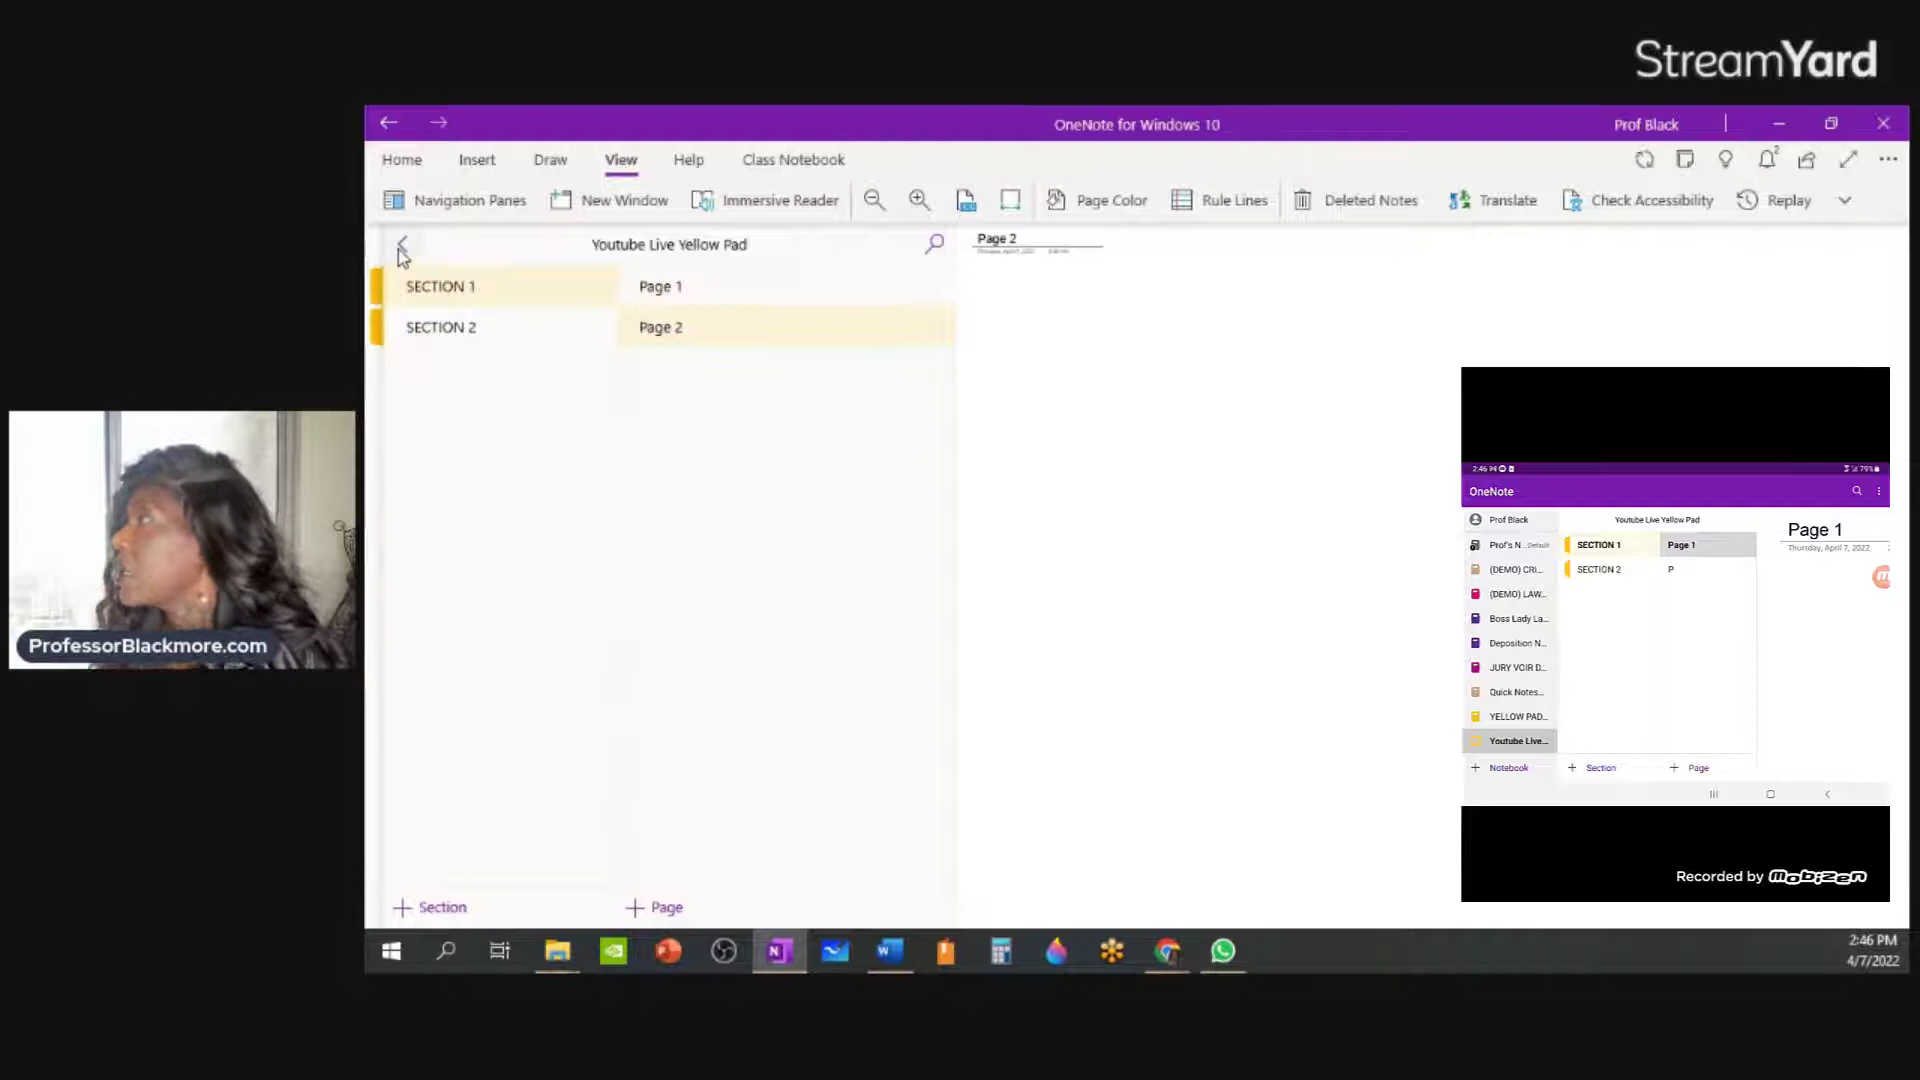 StreamYard
OneNote for Windows 10
Prof Black
Home Insert Draw View Help Class Notebook
2
Navigation Panes New Window Immersive Reader Page Color Rule Lines Deleted Notes Translate Check Accessibility Replay
Youtube Live Yellow Pad
SECTION 1
SECTION 2
Page 1
Page 2
Page 2
+ Section
+ Page
ProfessorBlackmore.com
2:46
79%
OneNote
Prof Black
Prof's N... Default
(DEMO) CRI...
(DEMO) LAW...
Boss Lady La...
Deposition N...
JURY VOIR D...
Quick Notes...
YELLOW PAD...
Youtube Live...
+ Notebook
Youtube Live Yellow Pad
SECTION 1
SECTION 2
+ Section
Page 1
P
+ Page
Page 1
Thursday, April 7, 2022
Recorded by Mobizen
2:46 PM
4/7/2022